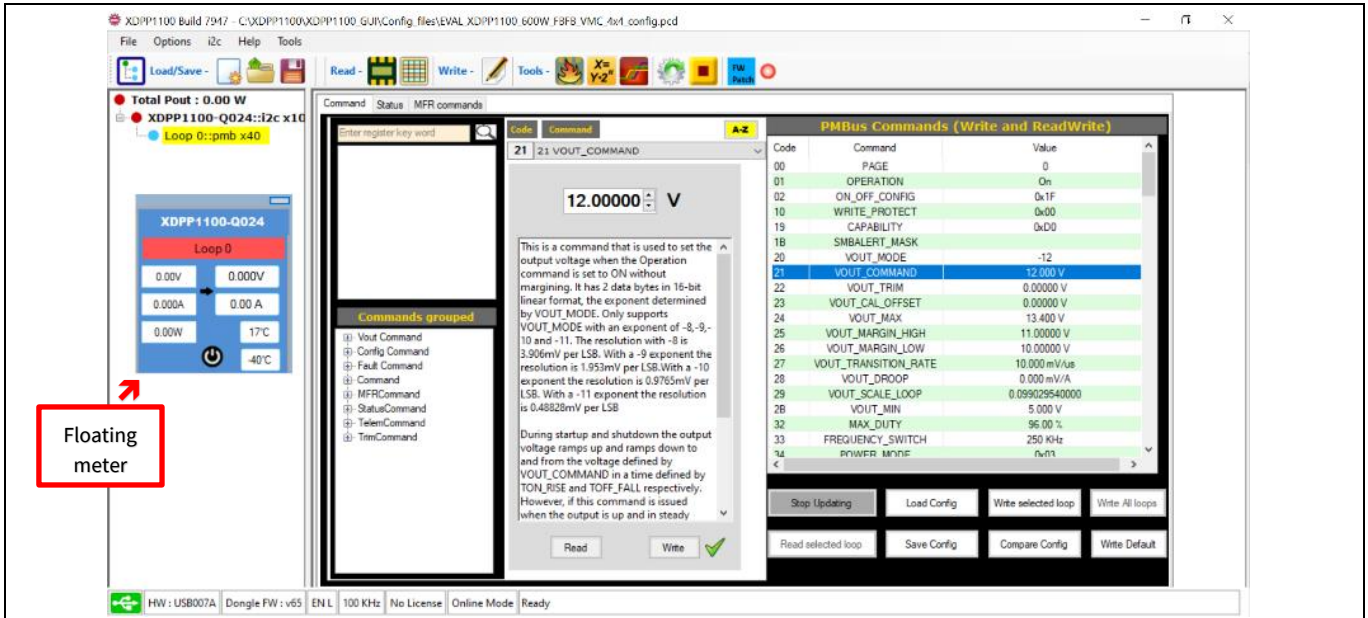 XDPP1100 Build 7947 - C:\XDPP1100\XDPP1100_GUI\Config_files\EVAL_XDPP1100_600W_FBFB_VMC_4x4_config.pcd
File Options i2c Help Tools
Load/Save - Read - Write - Tools - X= Y-2" FW Patch
Total Pout : 0.00 W
XDPP1100-Q024::i2c x10
Loop 0::pmb x40
XDPP1100-Q024
Loop 0
0.00V 0.000V
0.000A 0.00 A
0.00W 17°C
-40°C
Floating
meter
Command Status MFR commands
Enter register key word
Commands grouped
Vout Command
Config Command
Fault Command
Command
MFRCommand
StatusCommand
TelemCommand
TrimCommand
Code Command A-Z
21 21 VOUT_COMMAND
12.00000 V
This is a command that is used to set the
output voltage when the Operation
command is set to ON without
margining. It has 2 data bytes in 16-bit
linear format, the exponent determined
by VOUT_MODE. Only supports
VOUT_MODE with an exponent of -8,-9,-
10 and -11. The resolution with -8 is
3.906mV per LSB. With a -9 exponent the
resolution is 1.953mV per LSB.With a -10
exponent the resolution is 0.9765mV per
LSB. With a -11 exponent the resolution
is 0.48828mV per LSB
During startup and shutdown the output
voltage ramps up and ramps down to
and from the voltage defined by
VOUT_COMMAND in a time defined by
TON_RISE and TOFF_FALL respectively.
However, if this command is issued
when the output is up and in steady
Read Write
PMBus Commands (Write and ReadWrite)
Code Command Value
00 PAGE 0
01 OPERATION On
02 ON_OFF_CONFIG 0x1F
10 WRITE_PROTECT 0x00
19 CAPABILITY 0xD0
1B SMBALERT_MASK
20 VOUT_MODE -12
21 VOUT_COMMAND 12.000 V
22 VOUT_TRIM 0.00000 V
23 VOUT_CAL_OFFSET 0.00000 V
24 VOUT_MAX 13.400 V
25 VOUT_MARGIN_HIGH 11.00000 V
26 VOUT_MARGIN_LOW 10.00000 V
27 VOUT_TRANSITION_RATE 10.000 mV/us
28 VOUT_DROOP 0.000 mV/A
29 VOUT_SCALE_LOOP 0.099029540000
2B VOUT_MIN 5.000 V
32 MAX_DUTY 96.00 %
33 FREQUENCY_SWITCH 250 KHz
34 POWER_MODE 0x03
Stop Updating Load Config Write selected loop Write All loops
Read selected loop Save Config Compare Config Write Default
HW : USB007A Dongle FW : v65 EN L 100 KHz No License Online Mode Ready